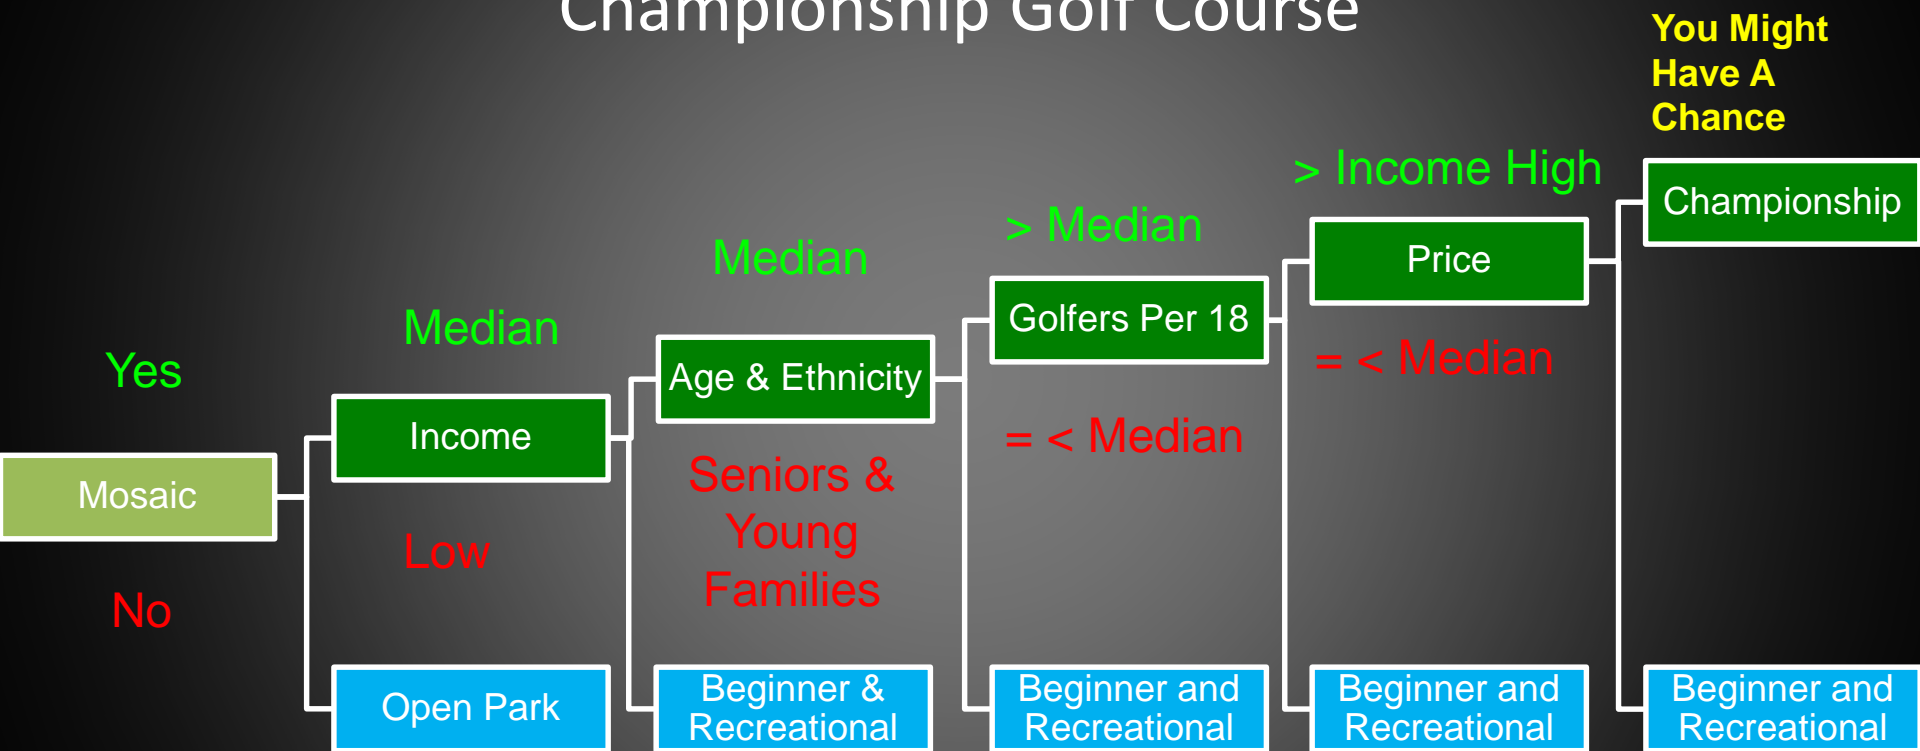 Championship Golf Course
You Might
Have A
Chance
> Income High
Championship
> Median
Price
Median
Golfers Per 18
= < Median
Median
Age & Ethnicity
Yes
Income
= < Median
Seniors &
Young
Families
Mosaic
Low
No
Open Park
Beginner &
Recreational
Beginner and
Recreational
Beginner and
Recreational
Beginner and
Recreational